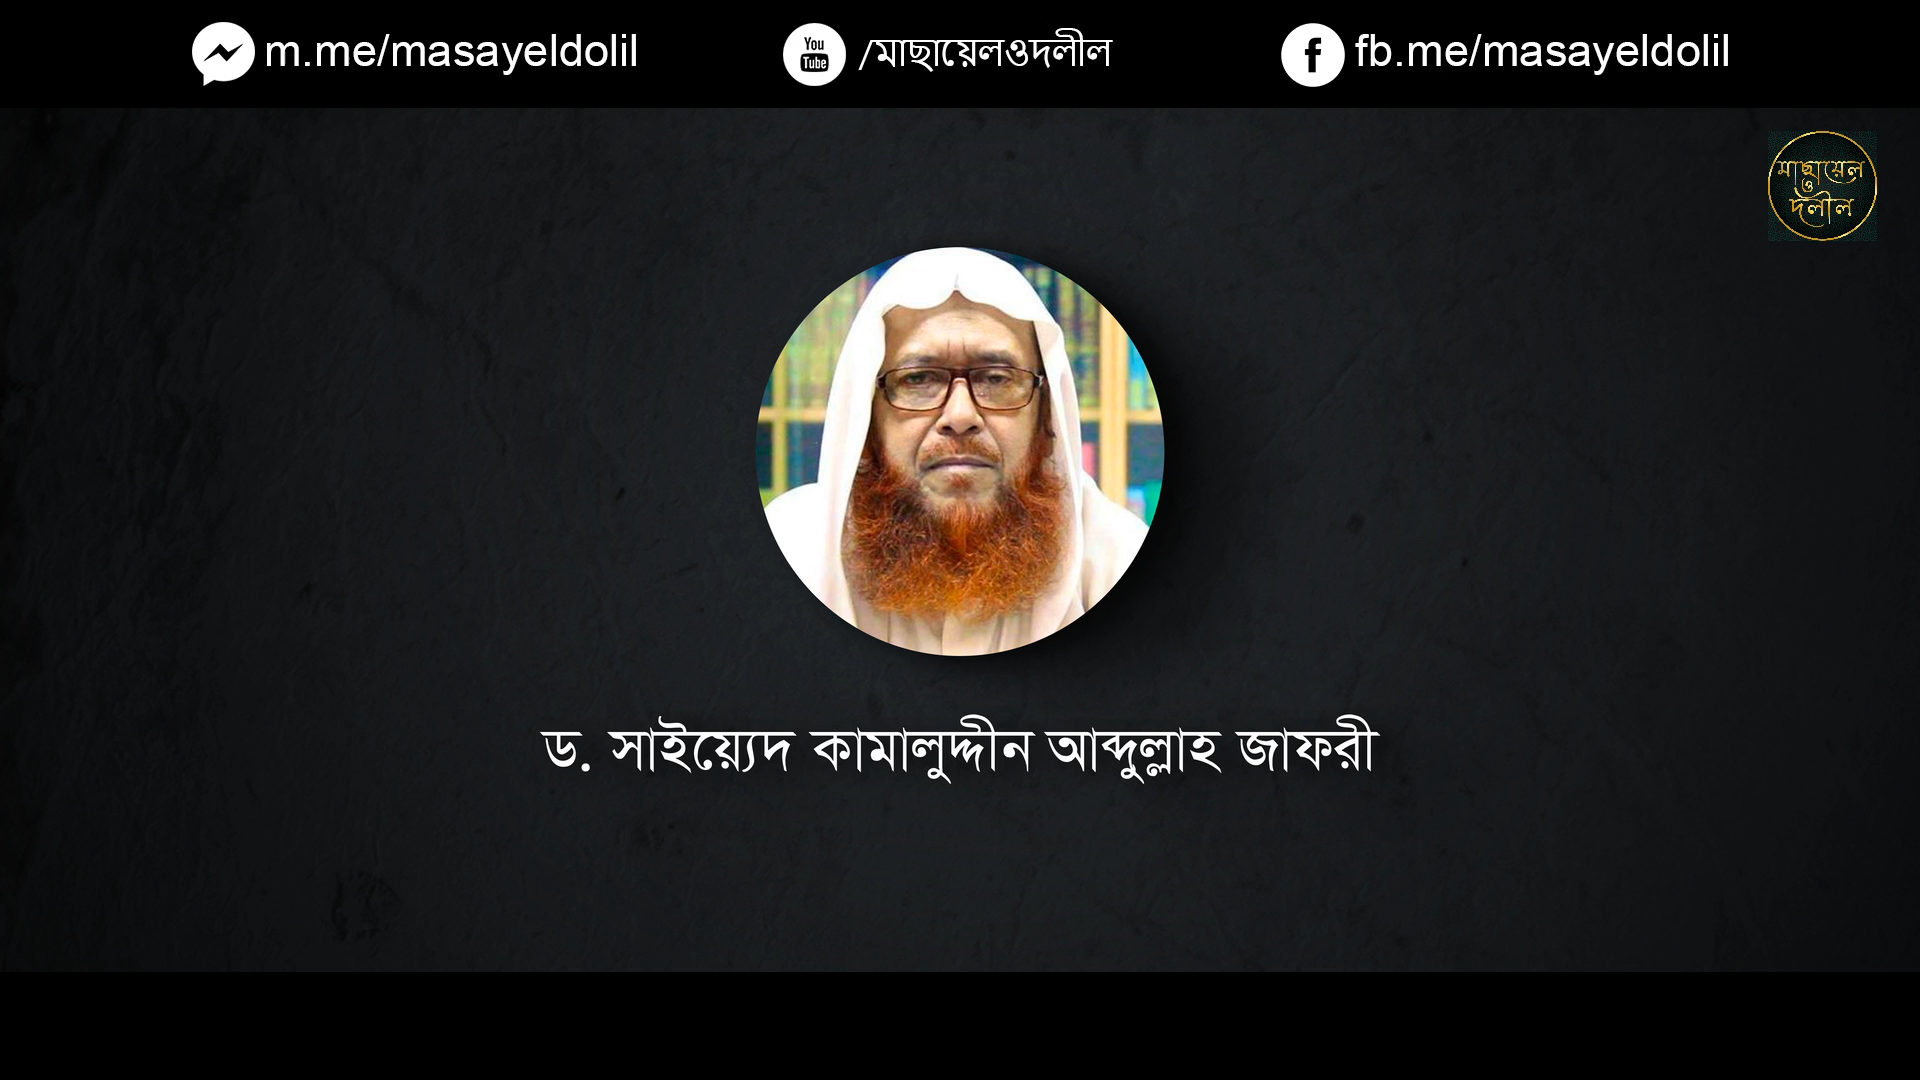 m.me/masayeldolil
You
Tube
/মাছায়েলওদলীল
fb.me/masayeldolil
মাছায়েল
ও
দলীল
ড. সাইয়্যেদ কামালুদ্দীন আব্দুল্লাহ জাফরী